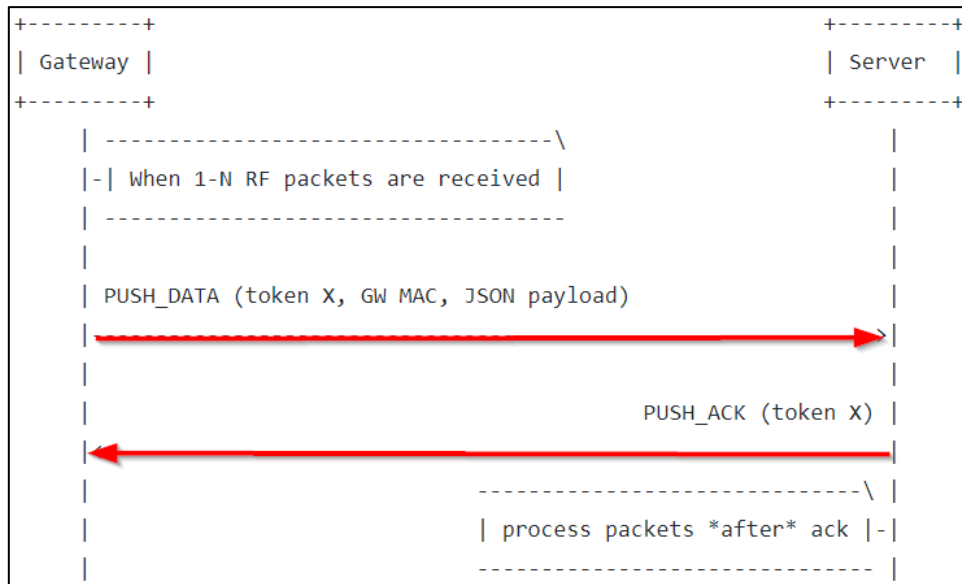 Gateway Server
When 1-N RF packets are received
PUSH_DATA (token X, GW MAC, JSON payload)
PUSH_ACK (token X)
process packets *after* ack